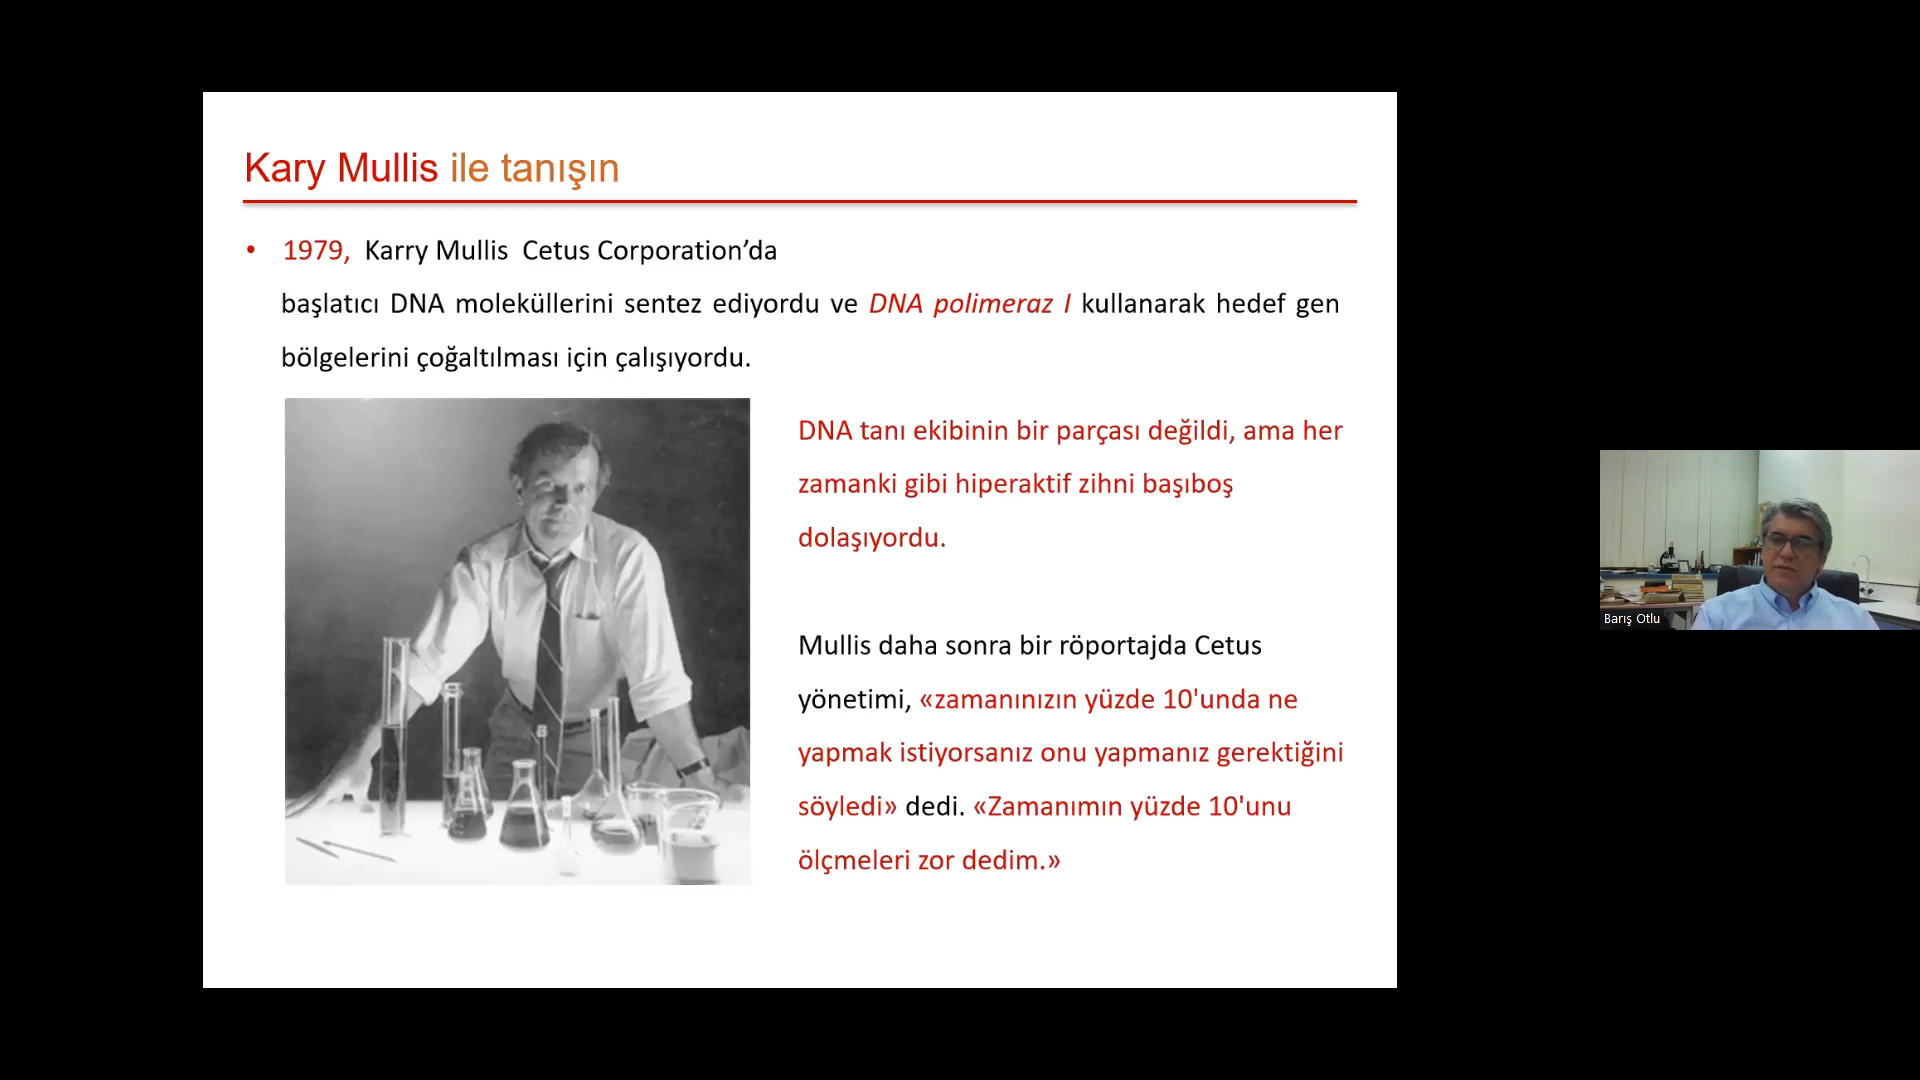 Kary Mullis ile tanışın
• 1979, Karry Mullis Cetus Corporation’da
başlatıcı DNA moleküllerini sentez ediyordu ve DNA polimeraz I kullanarak hedef gen
bölgelerini çoğaltılması için çalışıyordu.
DNA tanı ekibinin bir parçası değildi, ama her
zamanki gibi hiperaktif zihni başıboş
dolaşıyordu.
Mullis daha sonra bir röportajda Cetus
yönetimi, «zamanınızın yüzde 10'unda ne
yapmak istiyorsanız onu yapmanız gerektiğini
söyledi» dedi. «Zamanımın yüzde 10'unu
ölçmeleri zor dedim.»
Barış Otlu